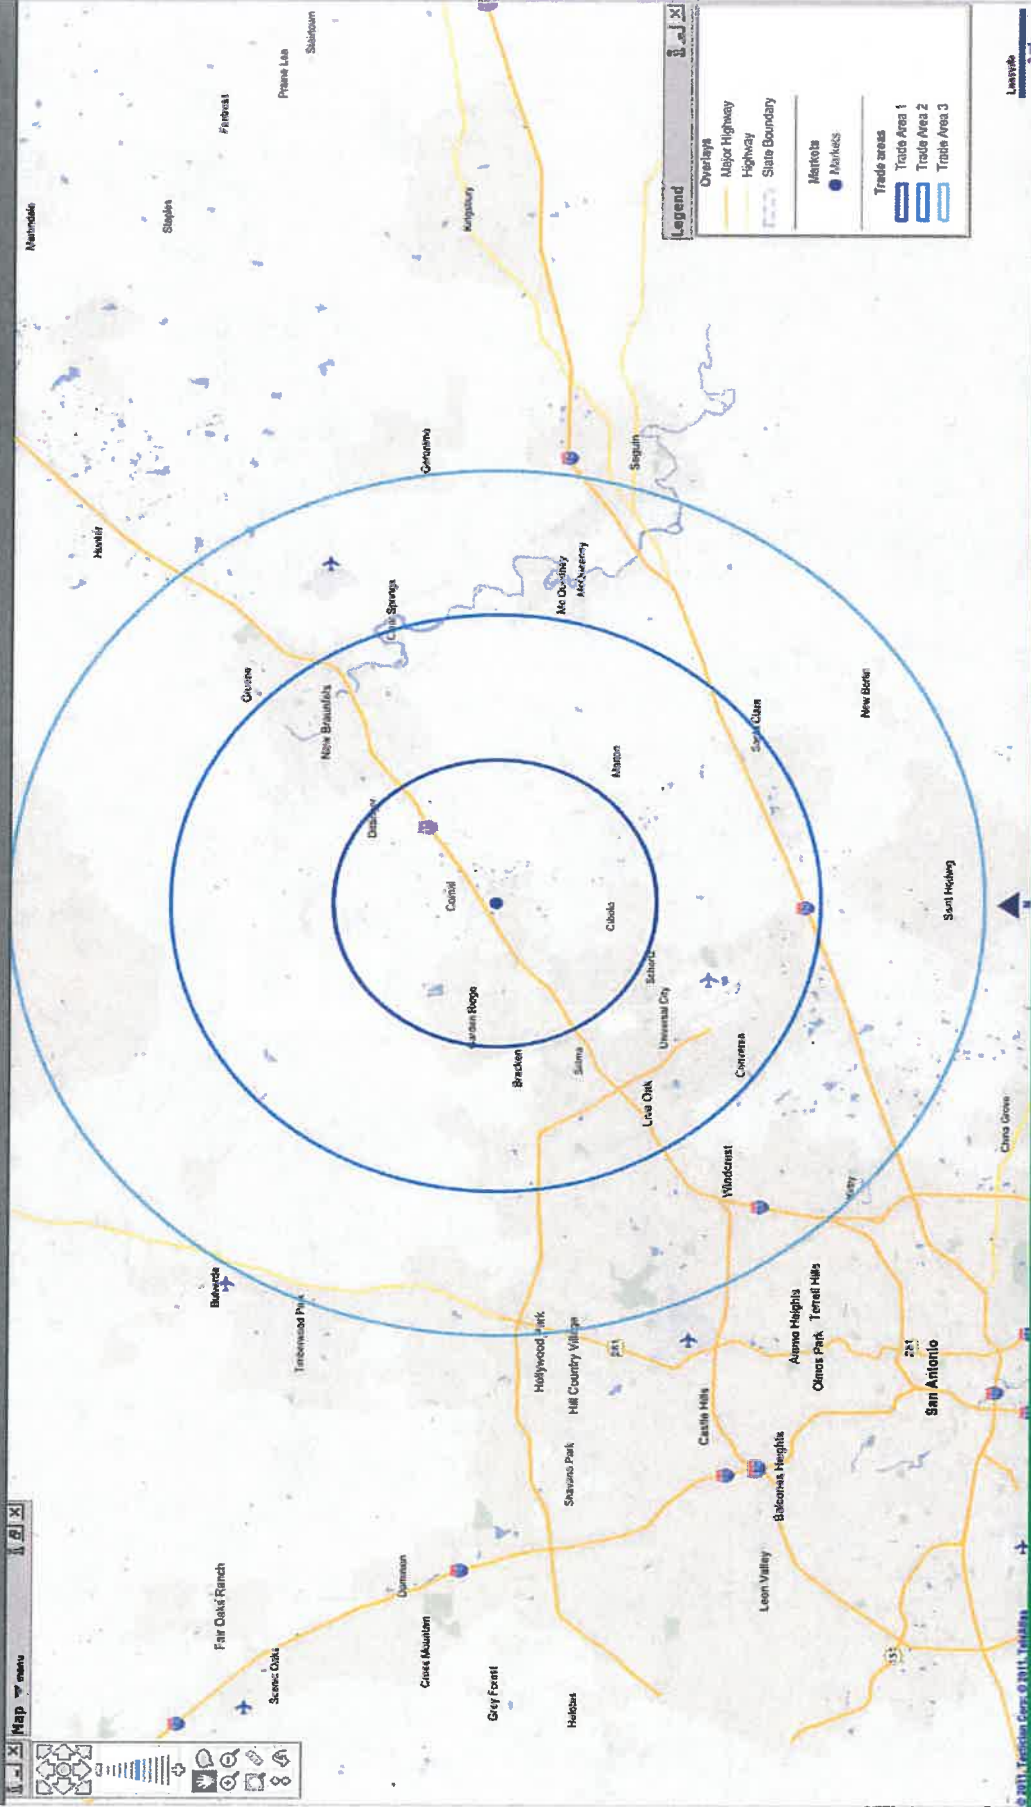 Map ▼ menu
Fair Oaks Ranch
Scenic Oaks
Cross Mountain
Grey Forest
Helotes
Dominion
Leon Valley
Shavano Park
Balcones Heights
Castle Hills
Hill Country Village
Hollywood Park
Timberwood Park
Bulverde
281
Alamo Heights
Terrell Hills
Olmos Park
281
San Antonio
151
Windcrest
Kirby
China Grove
Live Oak
Converse
Universal City
Selma
Bracken
Garden Ridge
Schertz
Cibolo
Comal
Marion
Saint Hedwig
Santa Clara
New Berlin
New Braunfels
Gruene
Hunter
Mc Queeney
McQueeney
Geronimo
Seguin
Kingsbury
Martindale
Staples
Fentress
Prairie Lea
Stairtown
Leesville
N
Legend
Overlays
Major Highway
Highway
State Boundary
Markets
Markets
Trade areas
Trade Area 1
Trade Area 2
Trade Area 3